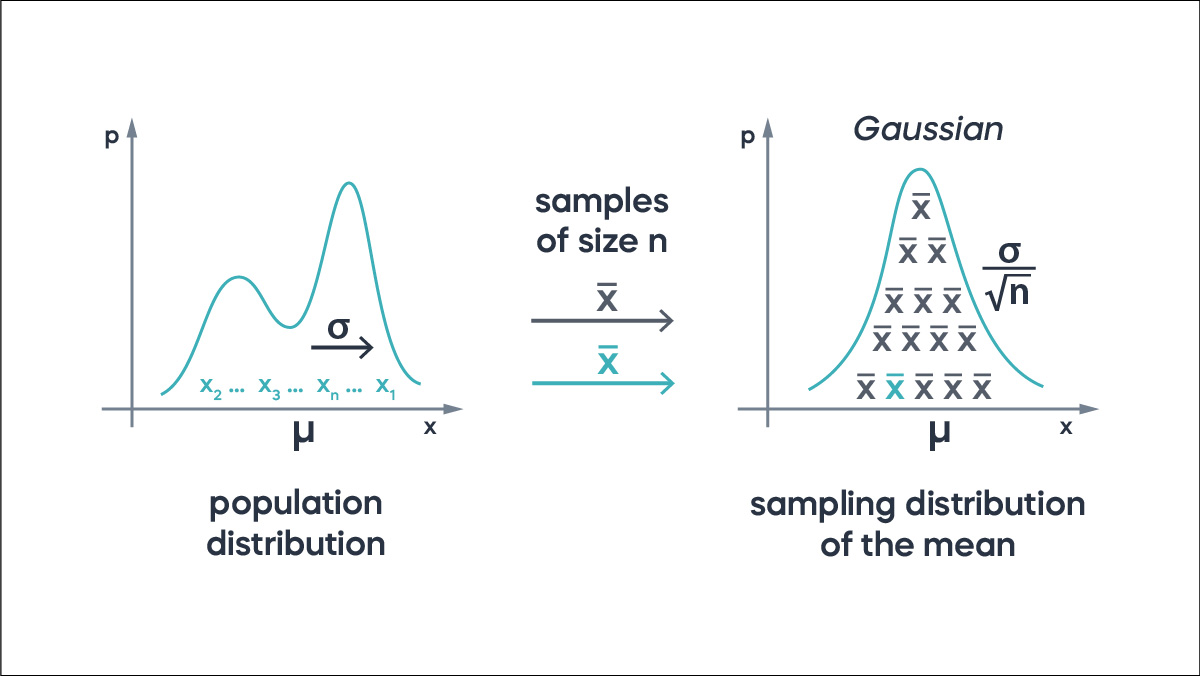 p
σ
x₂ ... x₃ ... xₙ ... x₁
μ
x
population
distribution
samples
of size n
x̅
x̅
p
Gaussian
x̅
x̅ x̅
x̅ x̅ x̅
x̅ x̅ x̅ x̅
x̅ x̅ x̅ x̅ x̅
σ
√n
μ
x
sampling distribution
of the mean